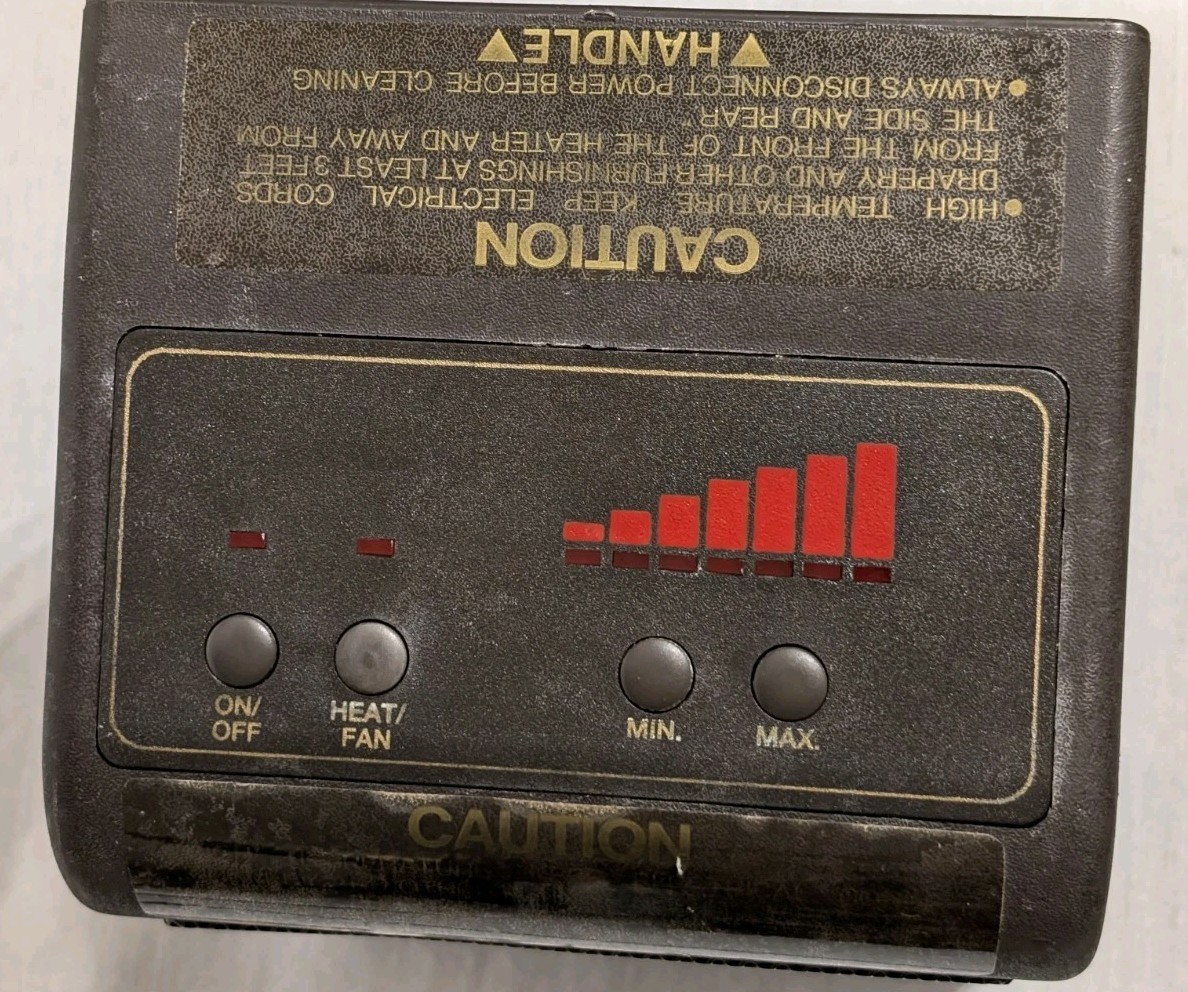 ▼HANDLE▼
CAUTION
● HIGH TEMPERATURE KEEP ELECTRICAL CORDS
DRAPERY AND OTHER FURNISHINGS AT LEAST 3 FEET
FROM THE FRONT OF THE HEATER AND AWAY FROM
THE SIDE AND REAR
● ALWAYS DISCONNECT POWER BEFORE CLEANING
ON/
OFF
HEAT/
FAN
MIN.
MAX.
CAUTION